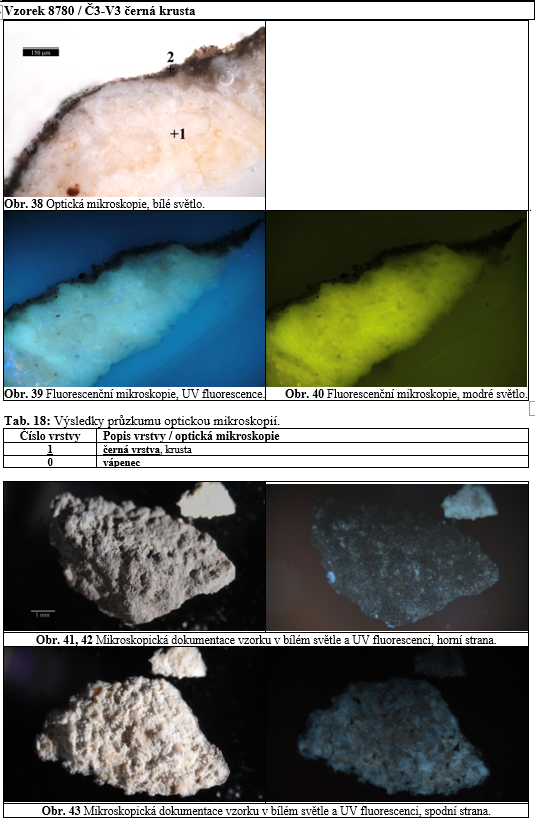 Vzorek 8780 / Č3-V3 černá krusta
150 µm
2
+1
Obr. 38 Optická mikroskopie, bílé světlo.
Obr. 39 Fluorescenční mikroskopie, UV fluorescence.
Obr. 40 Fluorescenční mikroskopie, modré světlo.
Tab. 18: Výsledky průzkumu optickou mikroskopií.
Číslo vrstvy Popis vrstvy / optická mikroskopie
1 černá vrstva, krusta
0 vápenec
1 mm
Obr. 41, 42 Mikroskopická dokumentace vzorku v bílém světle a UV fluorescenci, horní strana.
Obr. 43 Mikroskopická dokumentace vzorku v bílém světle a UV fluorescenci, spodní strana.